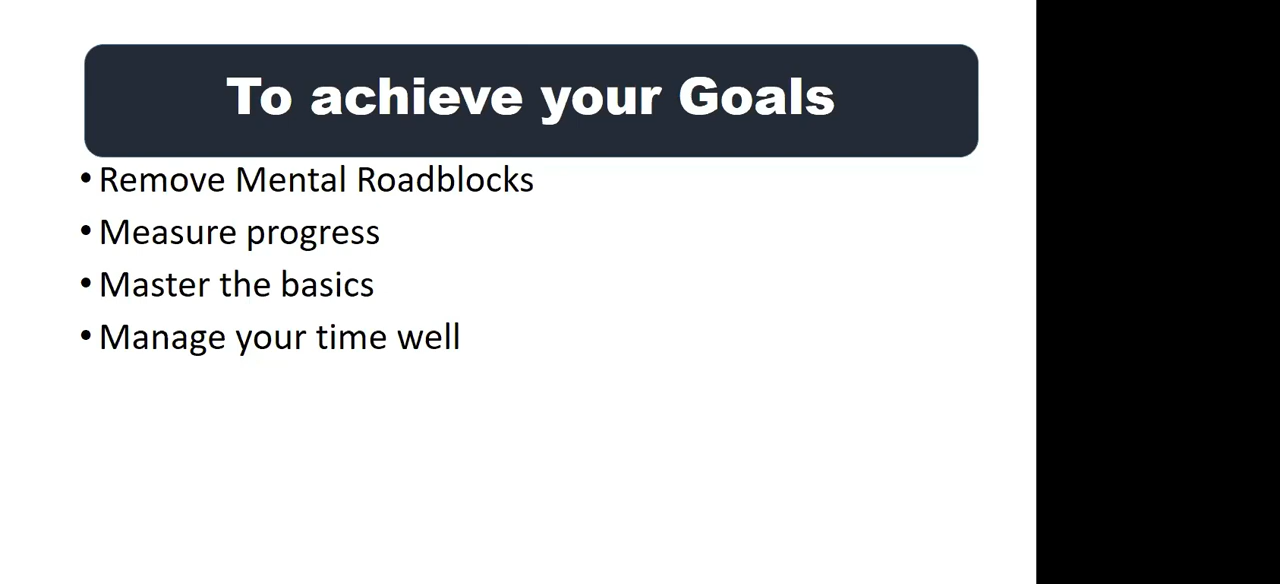 To achieve your Goals
• Remove Mental Roadblocks
• Measure progress
• Master the basics
• Manage your time well